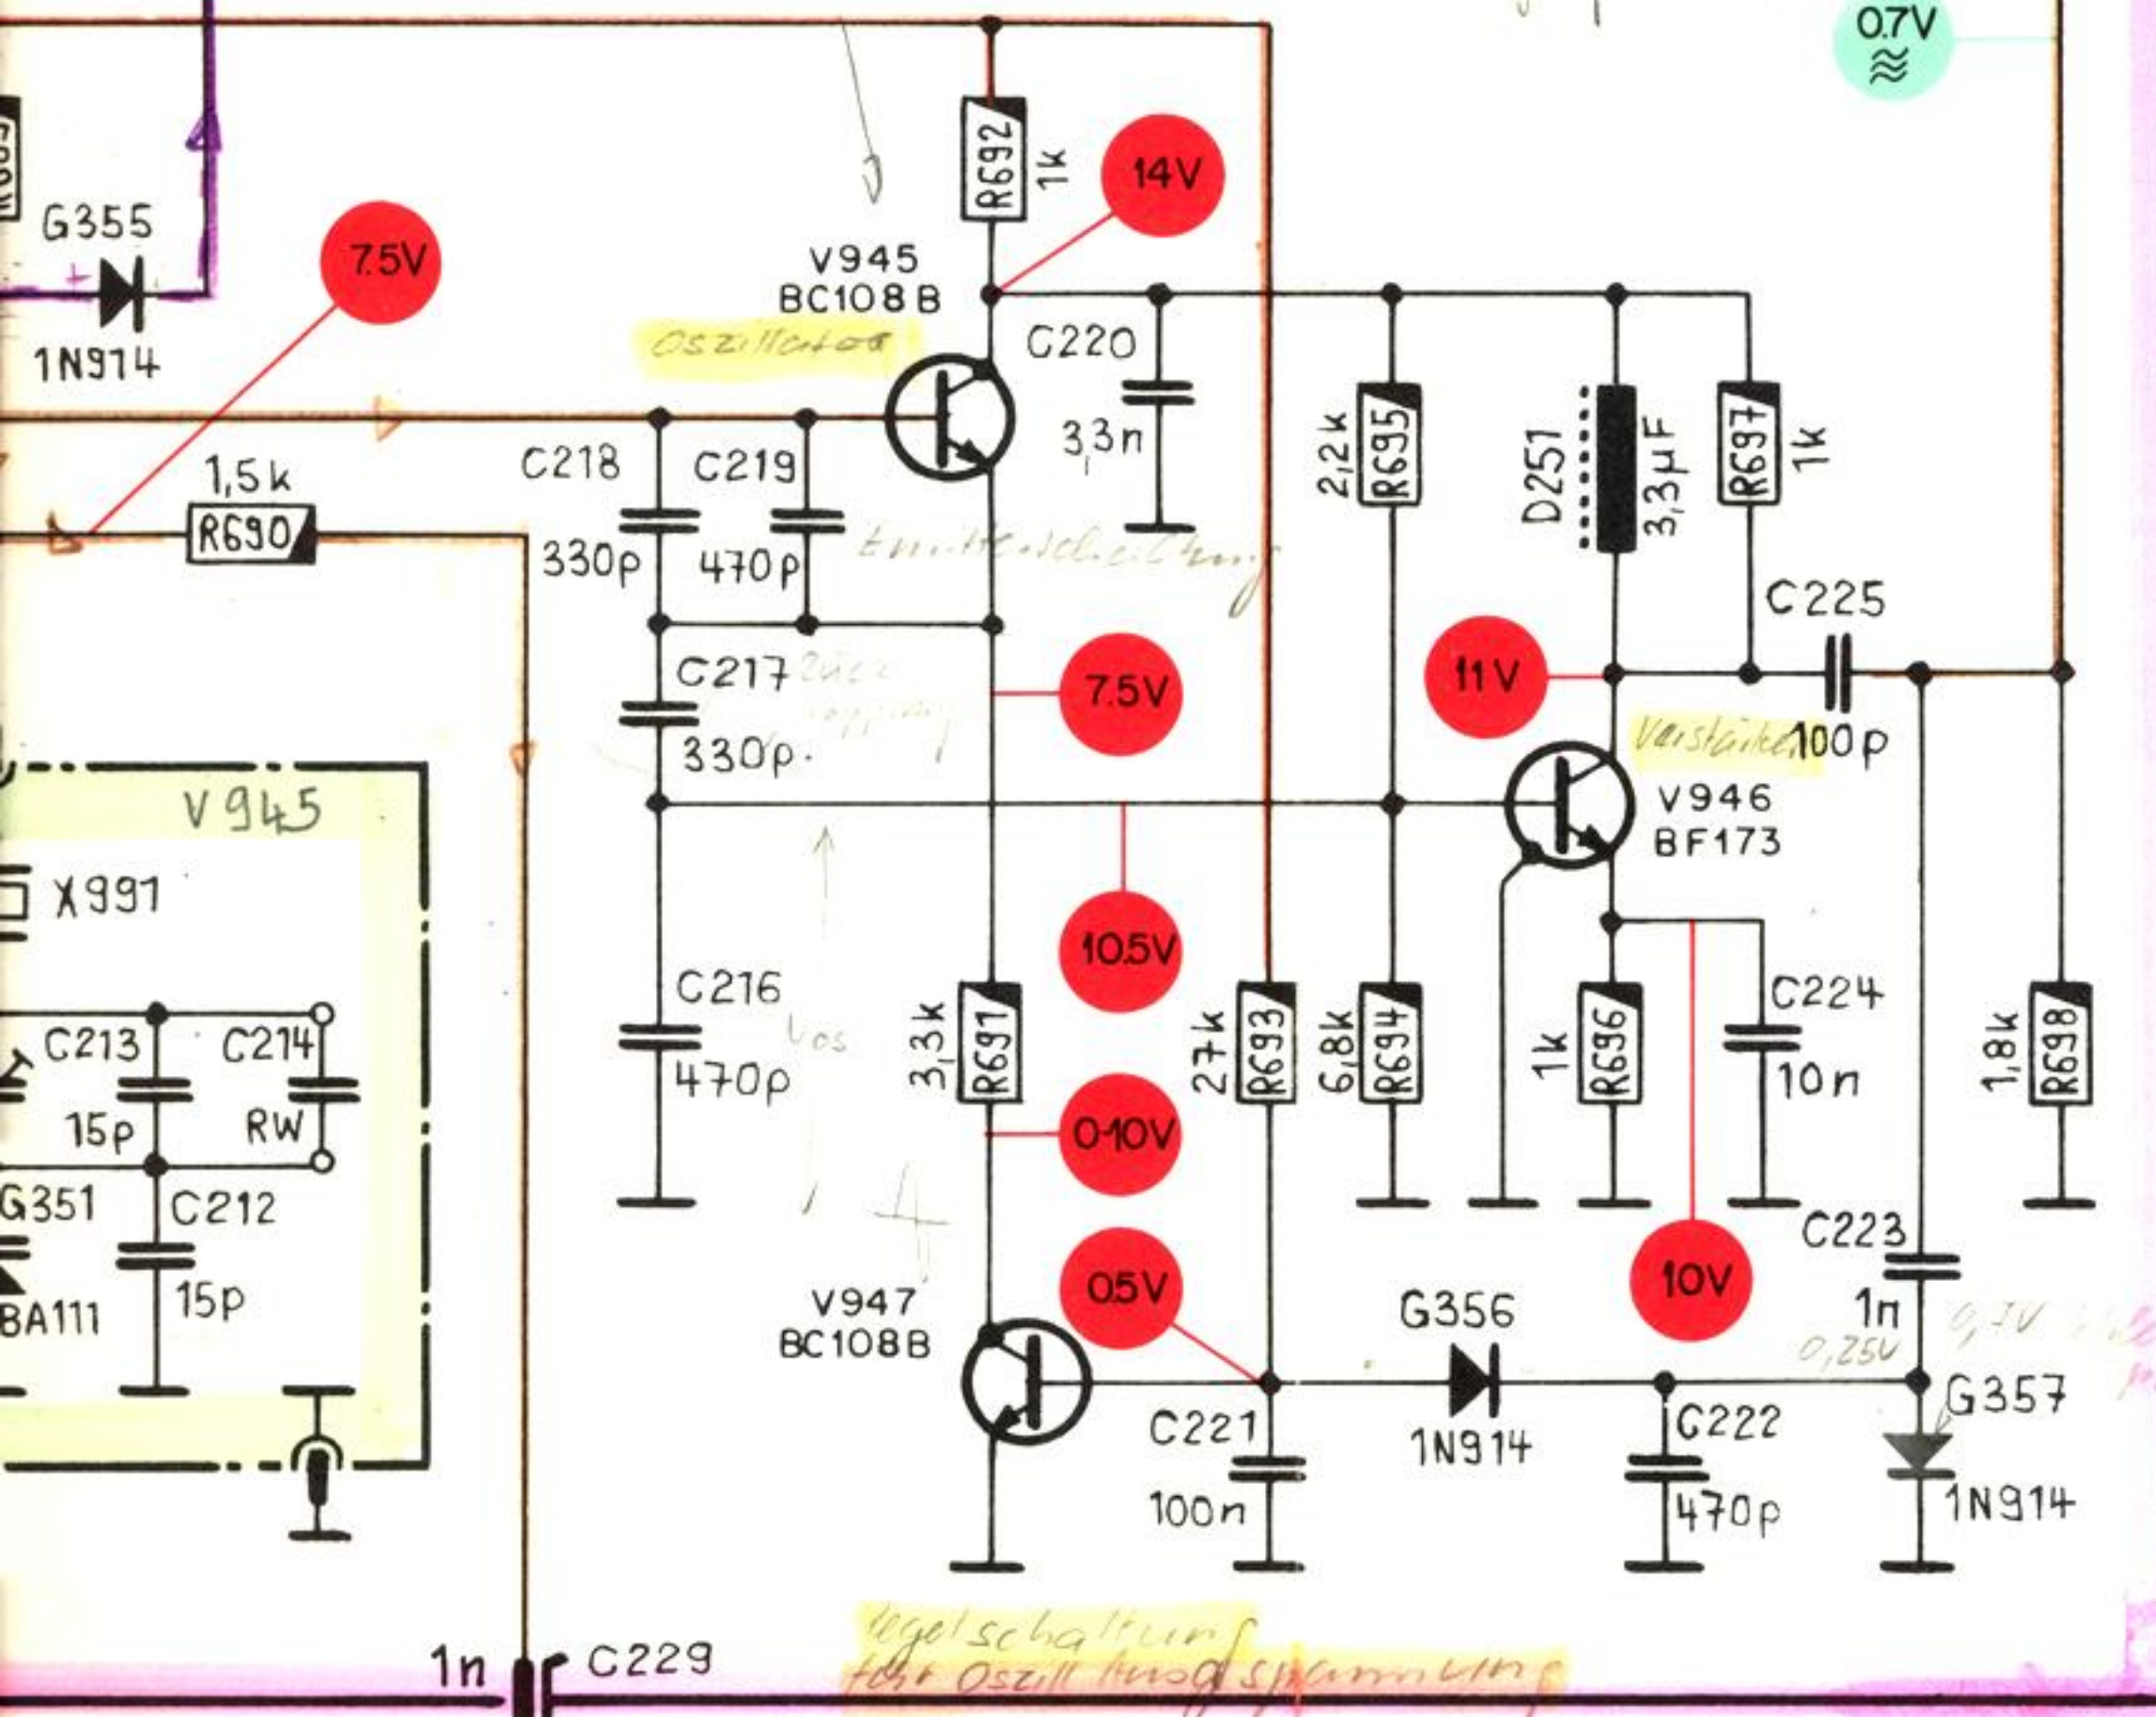 0.7V
R692
1k
14V
G355
7.5V
V945
BC108B
1N914
Oszillator
C220
3,3n
2,2k
R695
D251
3,3µF
R697
1k
1,5k
R690
C218
C219
330p
470p
C225
100p
C217
330p.
7.5V
11V
V945
V946
BF173
X991
10.5V
C216
470p
3,3k
R691
27k
R693
6,8k
R694
1k
R696
C224
10n
1,8k
R698
C213
C214
15p
RW
0-10V
G351
C212
BA111
15p
C223
1n
0.5V
10V
0,25V
V947
BC108B
G356
1N914
G357
1N914
C221
100n
C222
470p
Regelschaltung
für Oszill Ausgspannung
1n
C229